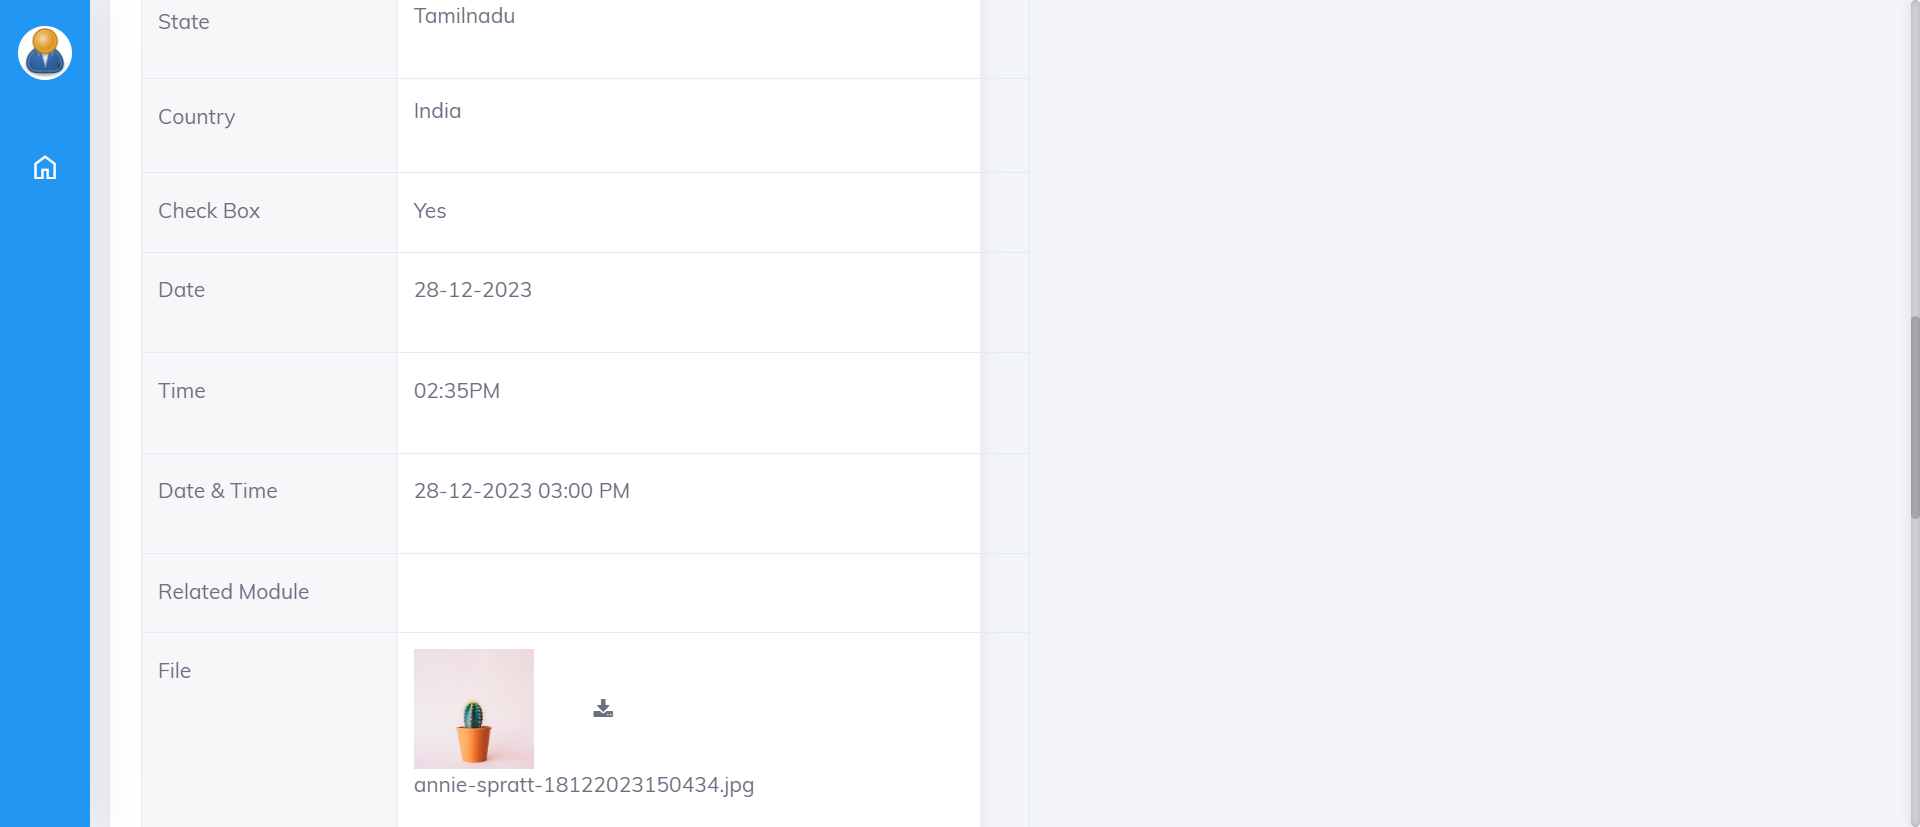 State
Tamilnadu
Country
India
Check Box
Yes
Date
28-12-2023
Time
02:35PM
Date & Time
28-12-2023 03:00 PM
Related Module
File
annie-spratt-18122023150434.jpg